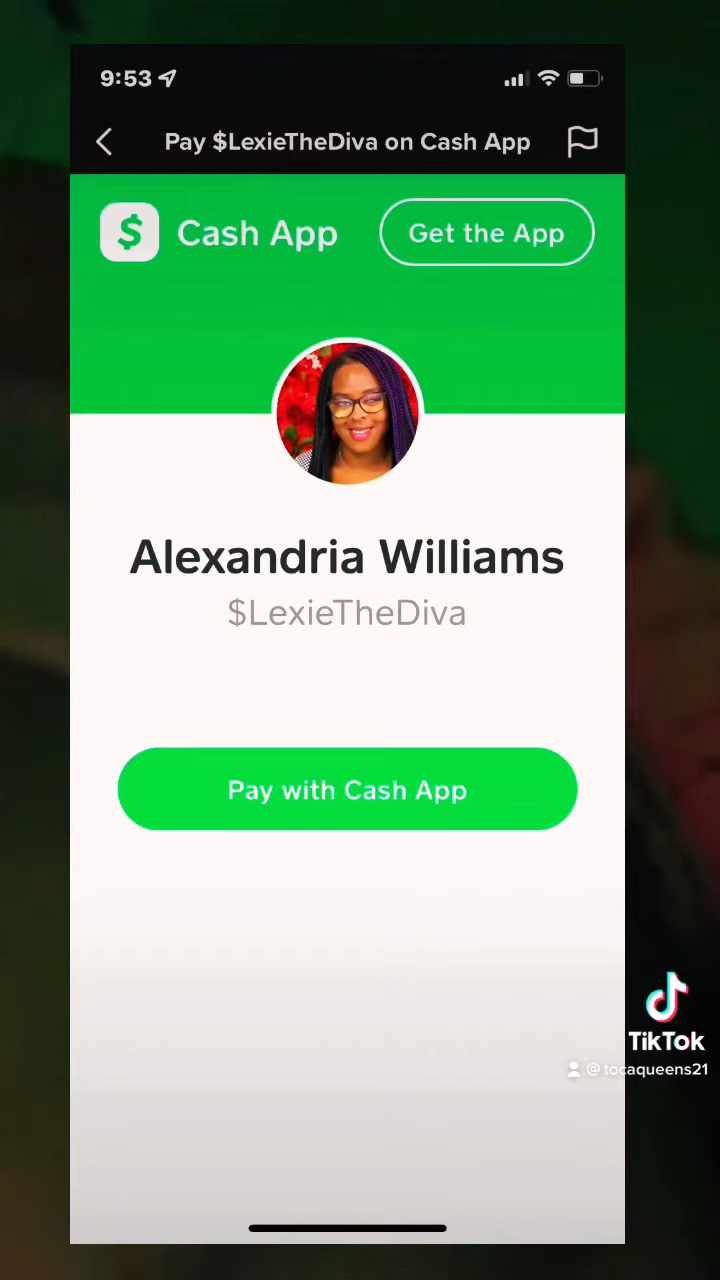 9:53
Pay $LexieTheDiva on Cash App
$ Cash App
Get the App
Alexandria Williams
$LexieTheDiva
Pay with Cash App
TikTok
@tocaqueens21